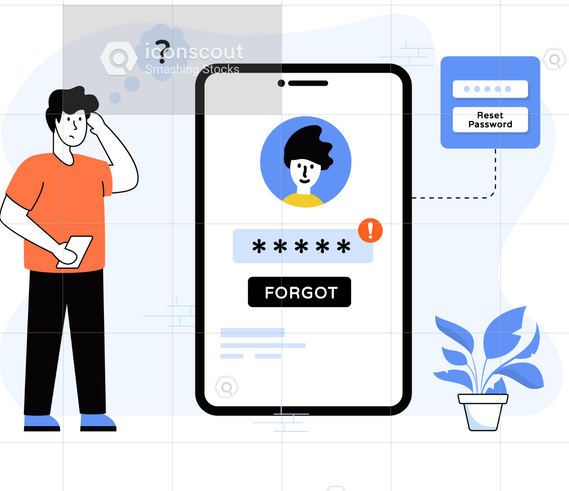 ?
iconscout
Smashing Stocks
Reset
Password
*****
!
FORGOT